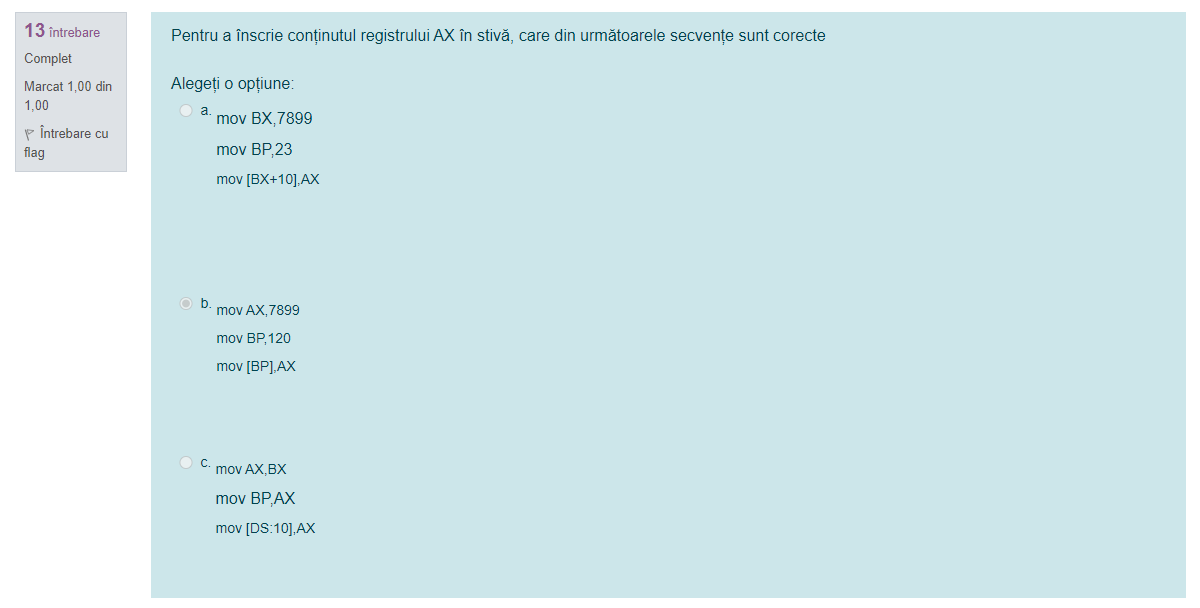 13 întrebare
Complet
Marcat 1,00 din
1,00
Întrebare cu
flag
Pentru a înscrie conținutul registrului AX în stivă, care din următoarele secvențe sunt corecte
Alegeți o opțiune:
a. mov BX,7899
mov BP,23
mov [BX+10],AX
b. mov AX,7899
mov BP,120
mov [BP],AX
c. mov AX,BX
mov BP,AX
mov [DS:10],AX